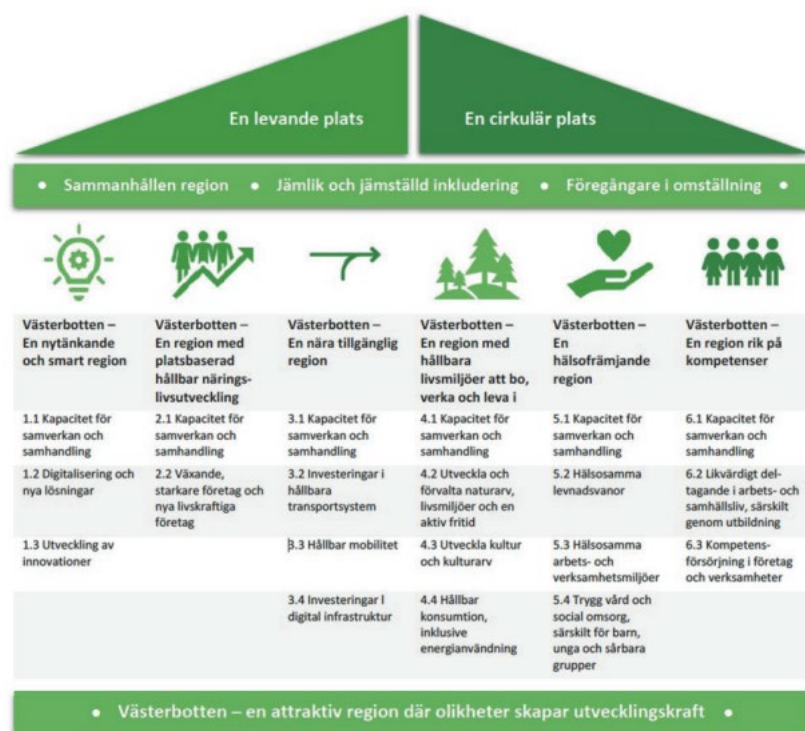 En levande plats
En cirkulär plats
• Sammanhållen region • Jämlik och jämställd inkludering • Föregångare i omställning •
Västerbotten –
En nytänkande
och smart region
Västerbotten –
En region med
platsbaserad
hållbar närings-
livsutveckling
Västerbotten –
En nära tillgänglig
region
Västerbotten –
En region med
hållbara
livsmiljöer att bo,
verka och leva i
Västerbotten –
En
hälsofrämjande
region
Västerbotten –
En region rik på
kompetenser
1.1 Kapacitet för
samverkan och
samhandling
2.1 Kapacitet för
samverkan och
samhandling
3.1 Kapacitet för
samverkan och
samhandling
4.1 Kapacitet för
samverkan och
samhandling
5.1 Kapacitet för
samverkan och
samhandling
6.1 Kapacitet för
samverkan och
samhandling
1.2 Digitalisering och
nya lösningar
2.2 Växande,
starkare företag och
nya livskraftiga
företag
3.2 Investeringar i
hållbara
transportsystem
4.2 Utveckla och
förvalta naturarv,
livsmiljöer och en
aktiv fritid
5.2 Hälsosamma
levnadsvanor
6.2 Likvärdigt del-
tagande i arbets- och
samhällsliv, särskilt
genom utbildning
1.3 Utveckling av
innovationer
3.3 Hållbar mobilitet
4.3 Utveckla kultur
och kulturarv
5.3 Hälsosamma
arbets- och
verksamhetsmiljöer
6.3 Kompetens-
försörjning i företag
och verksamheter
3.4 Investeringar I
digital infrastruktur
4.4 Hållbar
konsumtion,
inklusive
energianvändning
5.4 Trygg vård och
social omsorg,
särskilt för barn,
unga och sårbara
grupper
• Västerbotten – en attraktiv region där olikheter skapar utvecklingskraft •